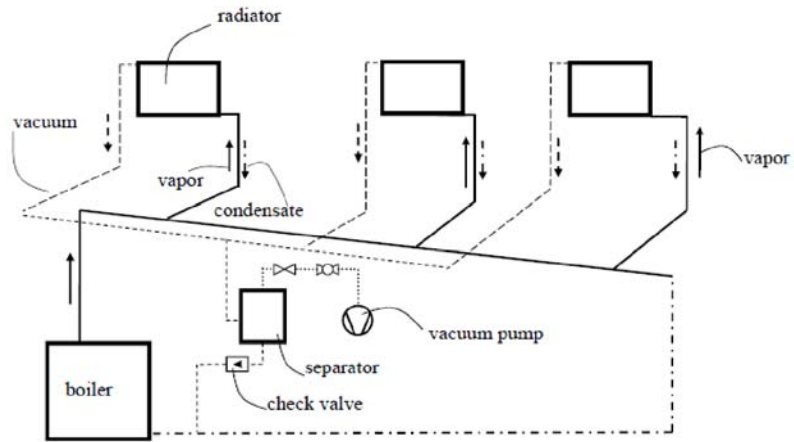 radiator
vacuum
vapor
condensate
vapor
vacuum pump
separator
boiler
check valve